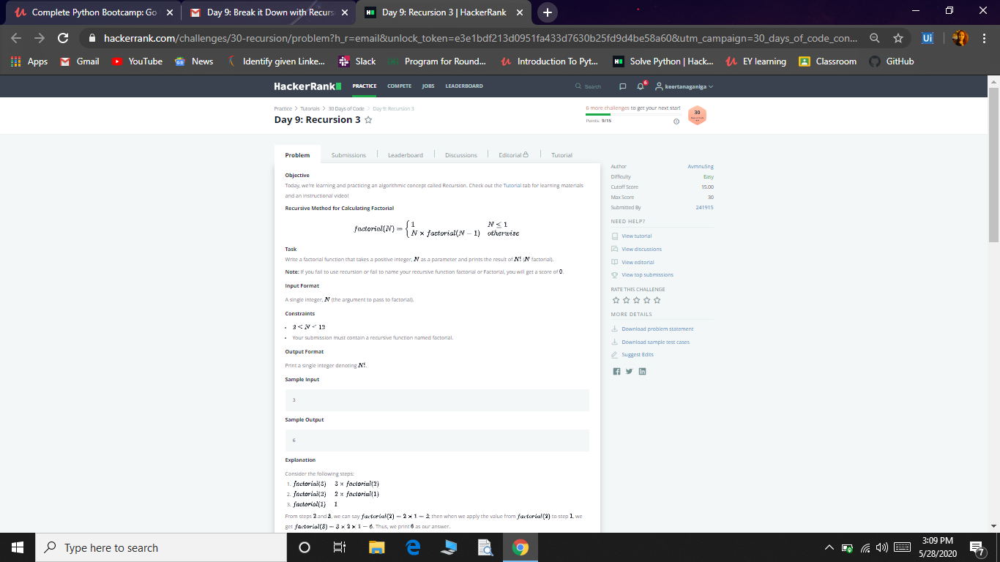 Complete Python Bootcamp: Go
Day 9: Break it Down with Recurs
Day 9: Recursion 3 | HackerRank
hackerrank.com/challenges/30-recursion/problem?h_r=email&unlock_token=e3e1bdf213d0951fa433d7630b25fd9d4be58a60&utm_campaign=30_days_of_code_con...
Apps Gmail YouTube News Identify given Linke... Slack Program for Round... Introduction To Pyt... Solve Python | Hack... EY learning Classroom GitHub
HackerRank PRACTICE COMPETE JOBS LEADERBOARD Search 6 keertanaganiga
Practice > Tutorials > 30 Days of Code > Day 9: Recursion 3
Day 9: Recursion 3
6 more challenges to get your next star!
Points: 9/15
30
Problem Submissions Leaderboard Discussions Editorial Tutorial
Objective
Today, we're learning and practicing an algorithmic concept called Recursion. Check out the Tutorial tab for learning materials
and an instructional video!
Recursive Method for Calculating Factorial
factorial(N) = { 1 N ≤ 1
N × factorial(N − 1) otherwise
Task
Write a factorial function that takes a positive integer, N as a parameter and prints the result of N! (N factorial).
Note: If you fail to use recursion or fail to name your recursive function factorial or Factorial, you will get a score of 0.
Input Format
A single integer, N (the argument to pass to factorial).
Constraints
• N 12
• Your submission must contain a recursive function named factorial.
Output Format
Print a single integer denoting N!.
Sample Input
3
Sample Output
6
Explanation
Consider the following steps:
1. factorial(3) 3 × factorial(2)
2. factorial(2) 2 × factorial(1)
3. factorial(1) 1
From steps 2 and 3, we can say factorial(2) = 2 × 1 = 2; then when we apply the value from factorial(2) to step 1, we
get factorial(3) = 3 × 2 × 1 = 6. Thus, we print 6 as our answer.
Author AvmnuSng
Difficulty Easy
Cutoff Score 15.00
Max Score 30
Submitted By 241915
NEED HELP?
View tutorial
View discussions
View editorial
View top submissions
RATE THIS CHALLENGE
MORE DETAILS
Download problem statement
Download sample test cases
Suggest Edits
Type here to search
3:09 PM
5/28/2020
7